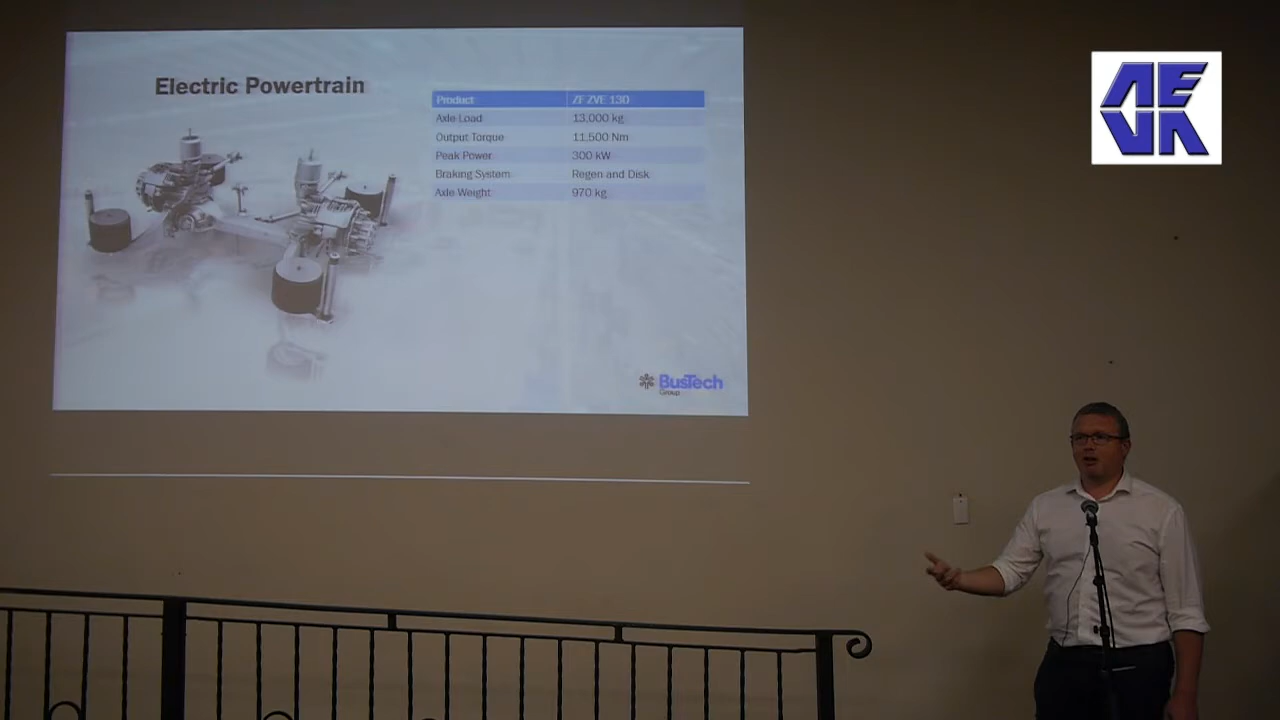 Electric Powertrain
Product ZF ZVE 130
Axle Load 13,000 kg
Output Torque 11,500 Nm
Peak Power 300 kW
Braking System Regen and Disk
Axle Weight 970 kg
BusTech
Group
AEVA